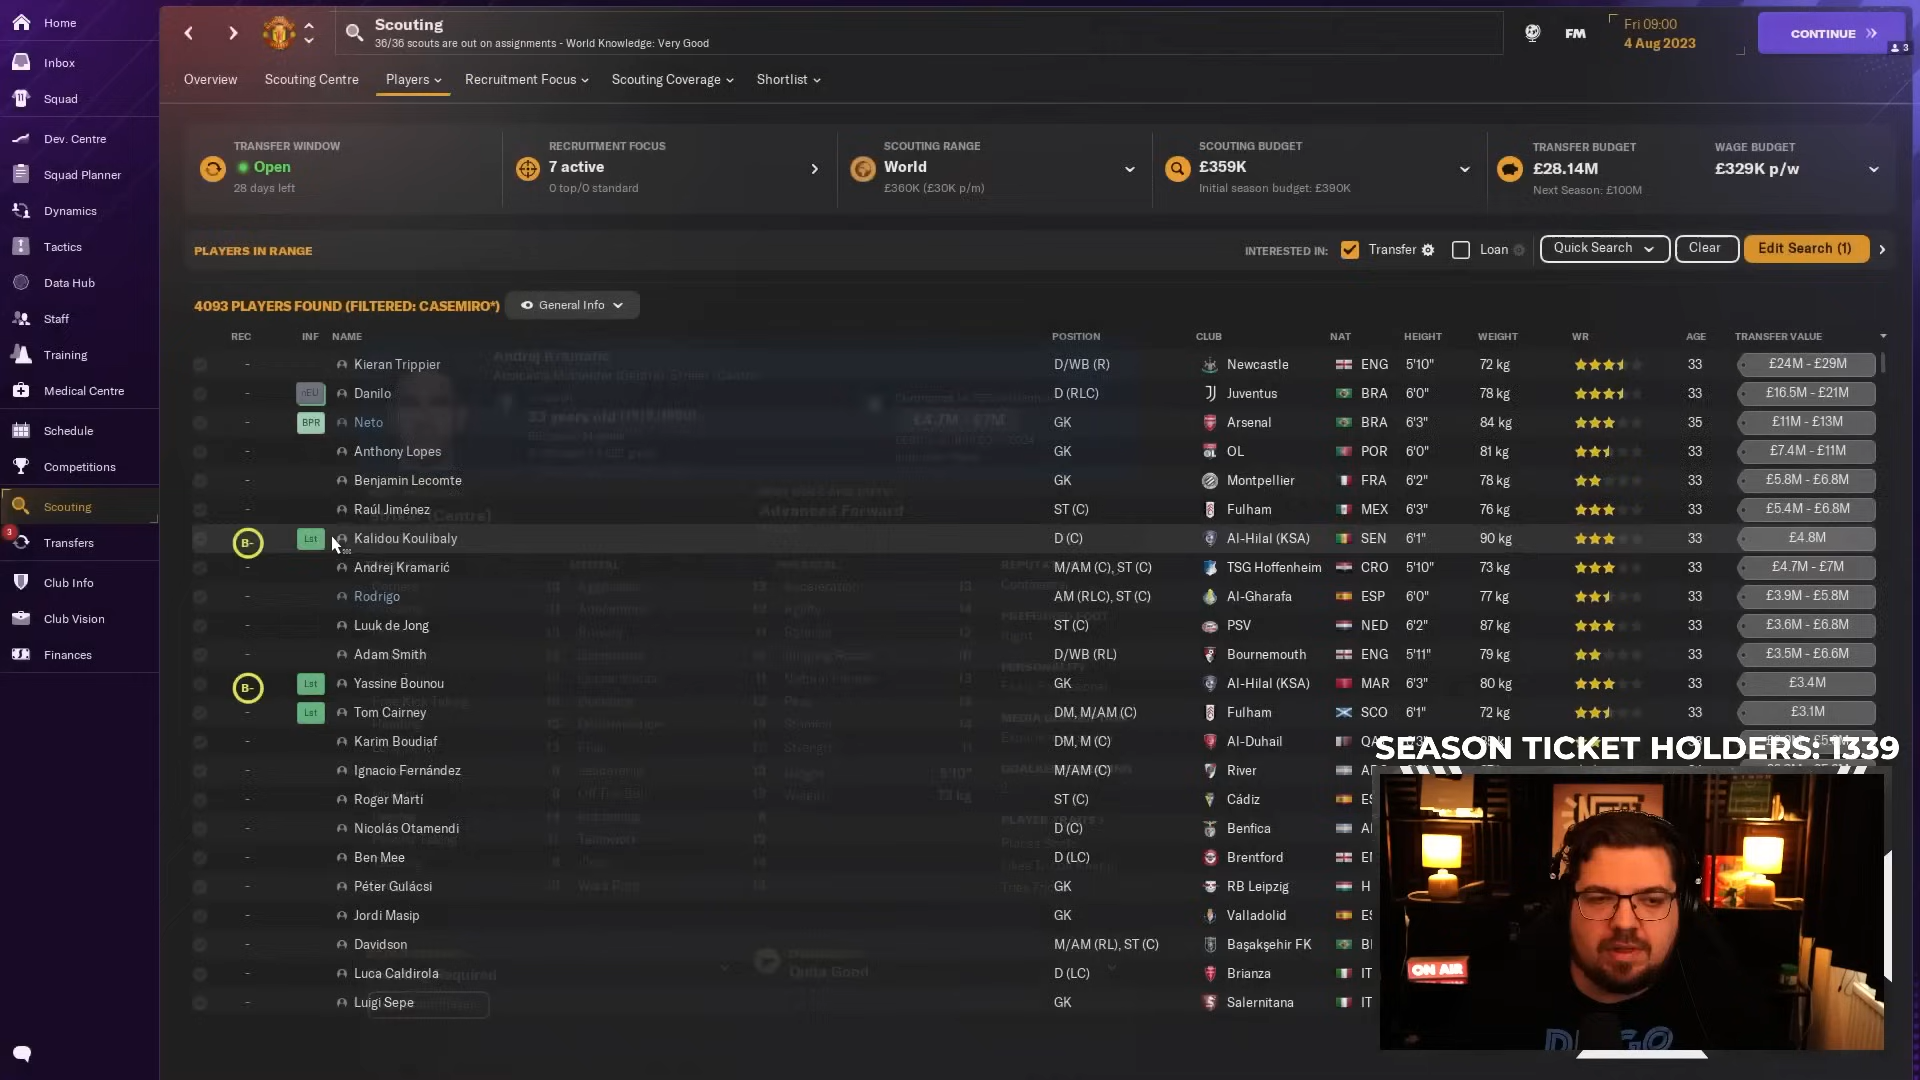 Home
Inbox
Squad
Dev. Centre
Squad Planner
Dynamics
Tactics
Data Hub
Staff
Training
Medical Centre
Schedule
Competitions
Scouting
3
Transfers
Club Info
Club Vision
Finances
Scouting
36/36 scouts are out on assignments - World Knowledge: Very Good
FM
Fri 09:00
4 Aug 2023
CONTINUE
3
Overview
Scouting Centre
Players
Recruitment Focus
Scouting Coverage
Shortlist
TRANSFER WINDOW
Open
28 days left
RECRUITMENT FOCUS
7 active
0 top/0 standard
SCOUTING RANGE
World
£360K (£30K p/m)
SCOUTING BUDGET
£359K
Initial season budget: £390K
TRANSFER BUDGET
£28.14M
Next Season: £100M
WAGE BUDGET
£329K p/w
PLAYERS IN RANGE
INTERESTED IN: Transfer Loan Quick Search Clear Edit Search (1)
4093 PLAYERS FOUND (FILTERED: CASEMIRO*) General Info
REC INF NAME POSITION CLUB NAT HEIGHT WEIGHT WR AGE TRANSFER VALUE
- Kieran Trippier D/WB (R) Newcastle ENG 5'10" 72 kg 33 £24M - £29M
- nEU Danilo D (RLC) Juventus BRA 6'0" 78 kg 33 £16.5M - £21M
- BPR Neto GK Arsenal BRA 6'3" 84 kg 35 £11M - £13M
- Anthony Lopes GK OL POR 6'0" 81 kg 33 £7.4M - £11M
- Benjamin Lecomte GK Montpellier FRA 6'2" 78 kg 33 £5.8M - £6.8M
- Raúl Jiménez ST (C) Fulham MEX 6'3" 76 kg 33 £5.4M - £6.8M
B- Lst Kalidou Koulibaly D (C) Al-Hilal (KSA) SEN 6'1" 90 kg 33 £4.8M
- Andrej Kramarić M/AM (C), ST (C) TSG Hoffenheim CRO 5'10" 73 kg 33 £4.7M - £7M
- Rodrigo AM (RLC), ST (C) Al-Gharafa ESP 6'0" 77 kg 33 £3.9M - £5.8M
- Luuk de Jong ST (C) PSV NED 6'2" 87 kg 33 £3.6M - £6.8M
- Adam Smith D/WB (RL) Bournemouth ENG 5'11" 79 kg 33 £3.5M - £6.6M
B- Lst Yassine Bounou GK Al-Hilal (KSA) MAR 6'3" 80 kg 33 £3.4M
- Lst Tom Cairney DM, M/AM (C) Fulham SCO 6'1" 72 kg 33 £3.1M
- Karim Boudiaf DM, M (C) Al-Duhail
SEASON TICKET HOLDERS: 1339
- Ignacio Fernández M/AM (C) River
- Roger Martí ST (C) Cádiz
- Nicolás Otamendi D (C) Benfica
- Ben Mee D (LC) Brentford
- Péter Gulácsi GK RB Leipzig
- Jordi Masip GK Valladolid
- Davidson M/AM (RL), ST (C) Başakşehir FK
- Luca Caldirola D (LC) Brianza IT
- Luigi Sepe GK Salernitana IT
ON AIR